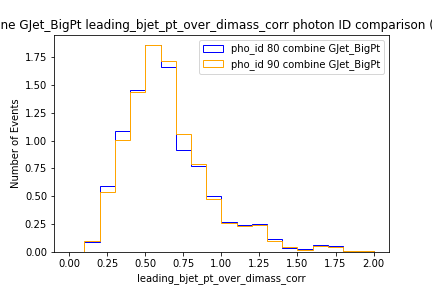 ne GJet_BigPt leading_bjet_pt_over_dimass_corr photon ID comparison (
pho_id 80 combine GJet_BigPt
pho_id 90 combine GJet_BigPt
Number of Events
1.75
1.50
1.25
1.00
0.75
0.50
0.25
0.00
0.00 0.25 0.50 0.75 1.00 1.25 1.50 1.75 2.00
leading_bjet_pt_over_dimass_corr